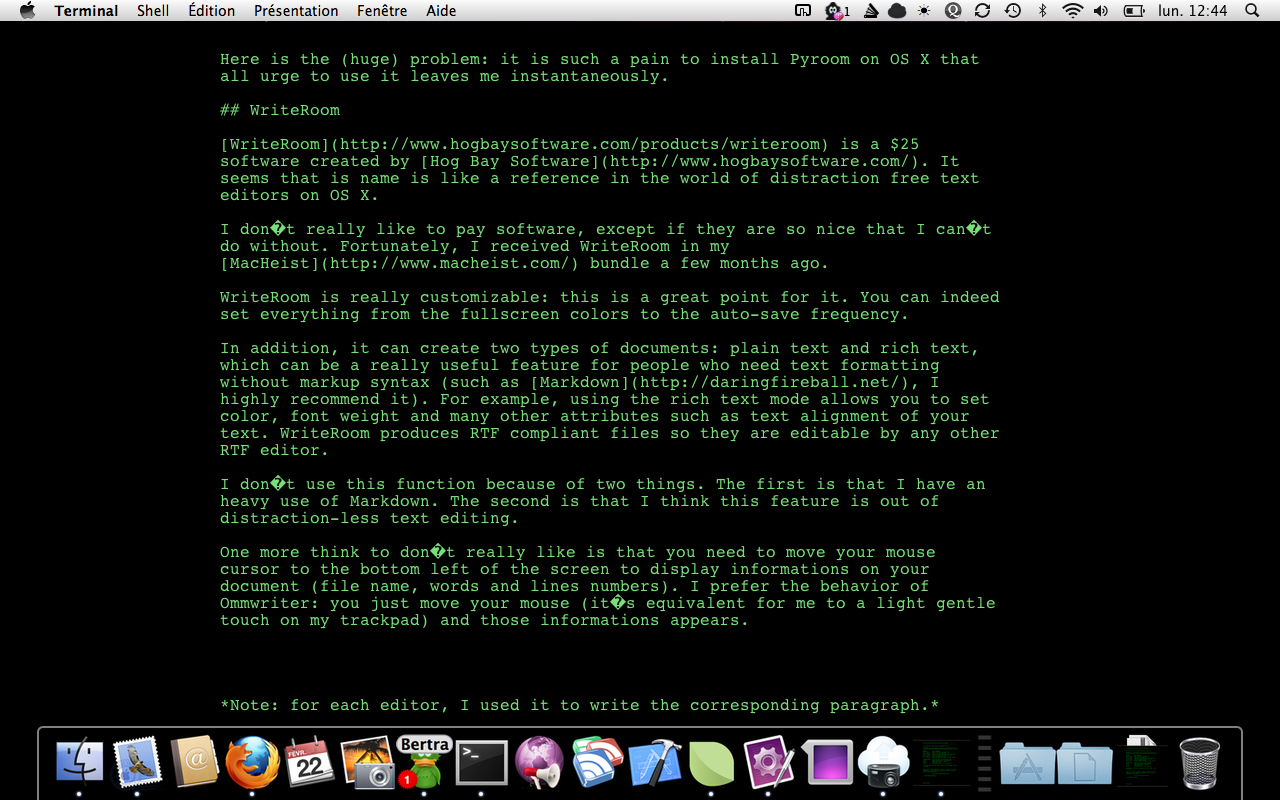 Terminal Shell Édition Présentation Fenêtre Aide 1 lun. 12:44
Here is the (huge) problem: it is such a pain to install Pyroom on OS X that
all urge to use it leaves me instantaneously.
## WriteRoom
[WriteRoom](http://www.hogbaysoftware.com/products/writeroom) is a $25
software created by [Hog Bay Software](http://www.hogbaysoftware.com/). It
seems that is name is like a reference in the world of distraction free text
editors on OS X.
I don�t really like to pay software, except if they are so nice that I can�t
do without. Fortunately, I received WriteRoom in my
[MacHeist](http://www.macheist.com/) bundle a few months ago.
WriteRoom is really customizable: this is a great point for it. You can indeed
set everything from the fullscreen colors to the auto-save frequency.
In addition, it can create two types of documents: plain text and rich text,
which can be a really useful feature for people who need text formatting
without markup syntax (such as [Markdown](http://daringfireball.net/), I
highly recommend it). For example, using the rich text mode allows you to set
color, font weight and many other attributes such as text alignment of your
text. WriteRoom produces RTF compliant files so they are editable by any other
RTF editor.
I don�t use this function because of two things. The first is that I have an
heavy use of Markdown. The second is that I think this feature is out of
distraction-less text editing.
One more think to don�t really like is that you need to move your mouse
cursor to the bottom left of the screen to display informations on your
document (file name, words and lines numbers). I prefer the behavior of
Ommwriter: you just move your mouse (it�s equivalent for me to a light gentle
touch on my trackpad) and those informations appears.
*Note: for each editor, I used it to write the corresponding paragraph.*
FÉVR.
22
Bertra
1